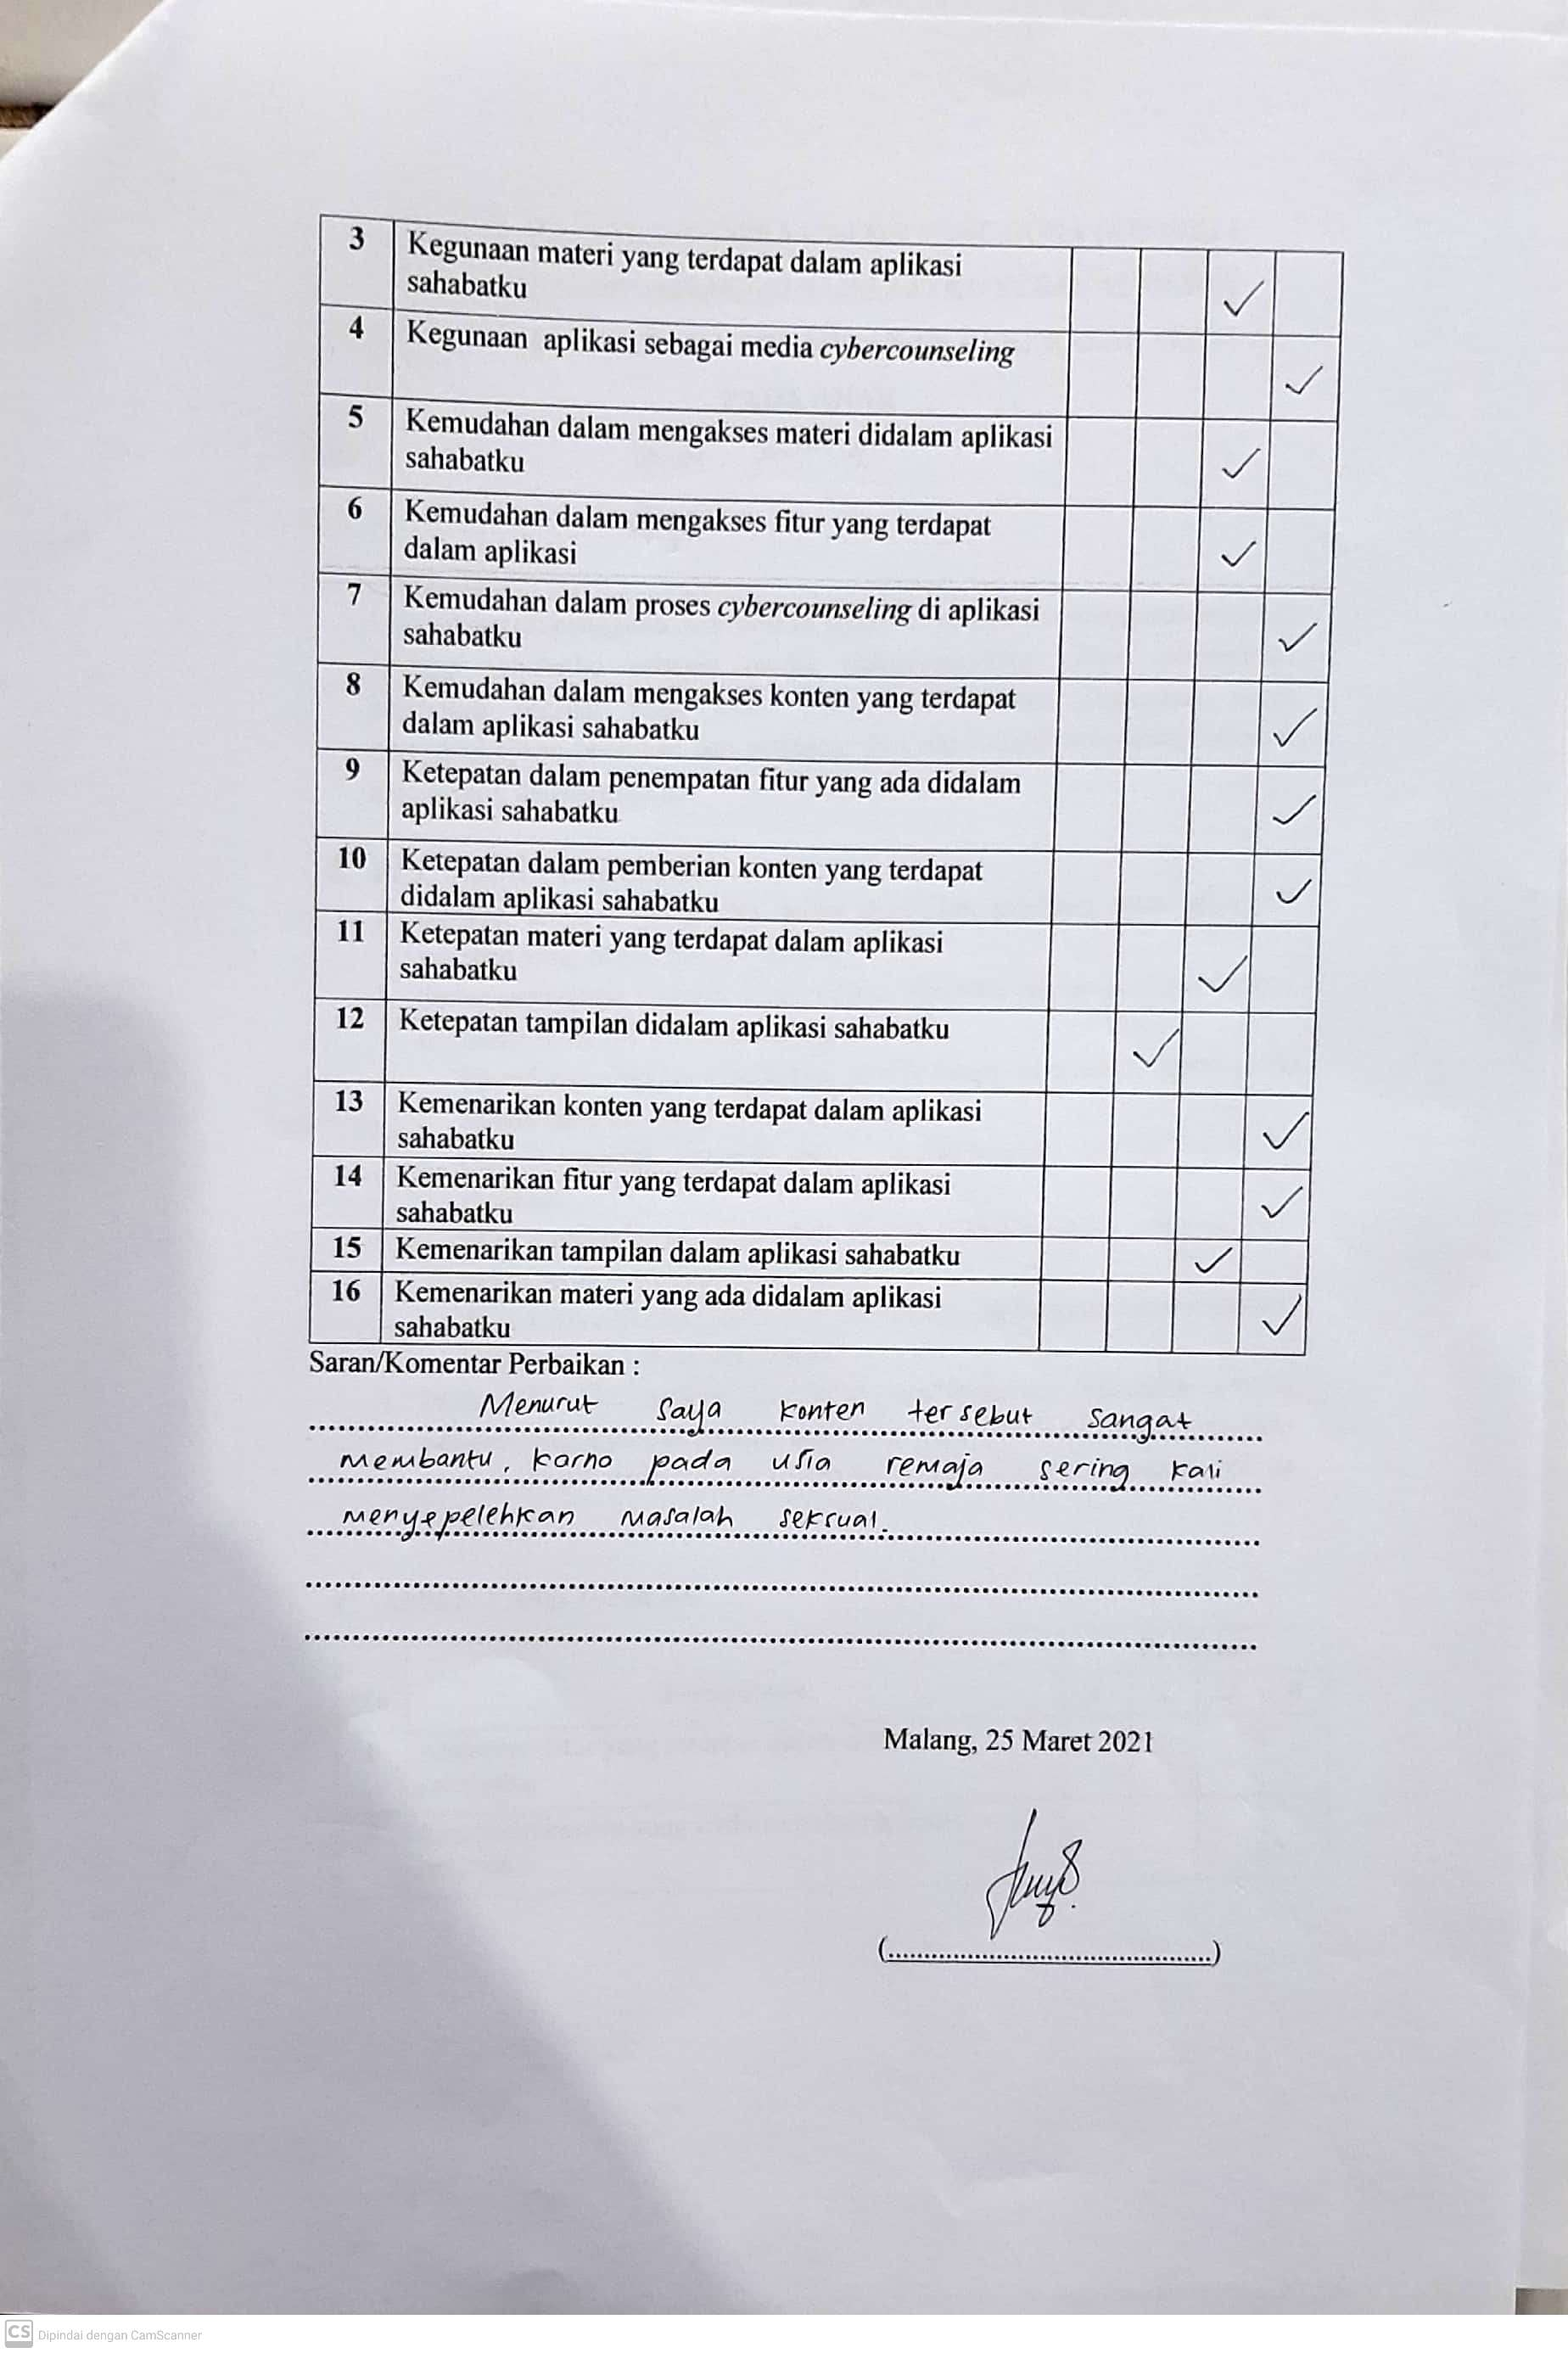 3 Kegunaan materi yang terdapat dalam aplikasi
sahabatku ✓
4 Kegunaan aplikasi sebagai media cybercounseling ✓
5 Kemudahan dalam mengakses materi didalam aplikasi
sahabatku ✓
6 Kemudahan dalam mengakses fitur yang terdapat
dalam aplikasi ✓
7 Kemudahan dalam proses cybercounseling di aplikasi
sahabatku ✓
8 Kemudahan dalam mengakses konten yang terdapat
dalam aplikasi sahabatku ✓
9 Ketepatan dalam penempatan fitur yang ada didalam
aplikasi sahabatku ✓
10 Ketepatan dalam pemberian konten yang terdapat
didalam aplikasi sahabatku ✓
11 Ketepatan materi yang terdapat dalam aplikasi
sahabatku ✓
12 Ketepatan tampilan didalam aplikasi sahabatku ✓
13 Kemenarikan konten yang terdapat dalam aplikasi
sahabatku ✓
14 Kemenarikan fitur yang terdapat dalam aplikasi
sahabatku ✓
15 Kemenarikan tampilan dalam aplikasi sahabatku ✓
16 Kemenarikan materi yang ada didalam aplikasi
sahabatku ✓
Saran/Komentar Perbaikan :
Menurut saya konten tersebut sangat
membantu, karno pada usia remaja sering kali
menyepelehkan masalah seksual.
Malang, 25 Maret 2021
(..........)
CS Dipindai dengan CamScanner